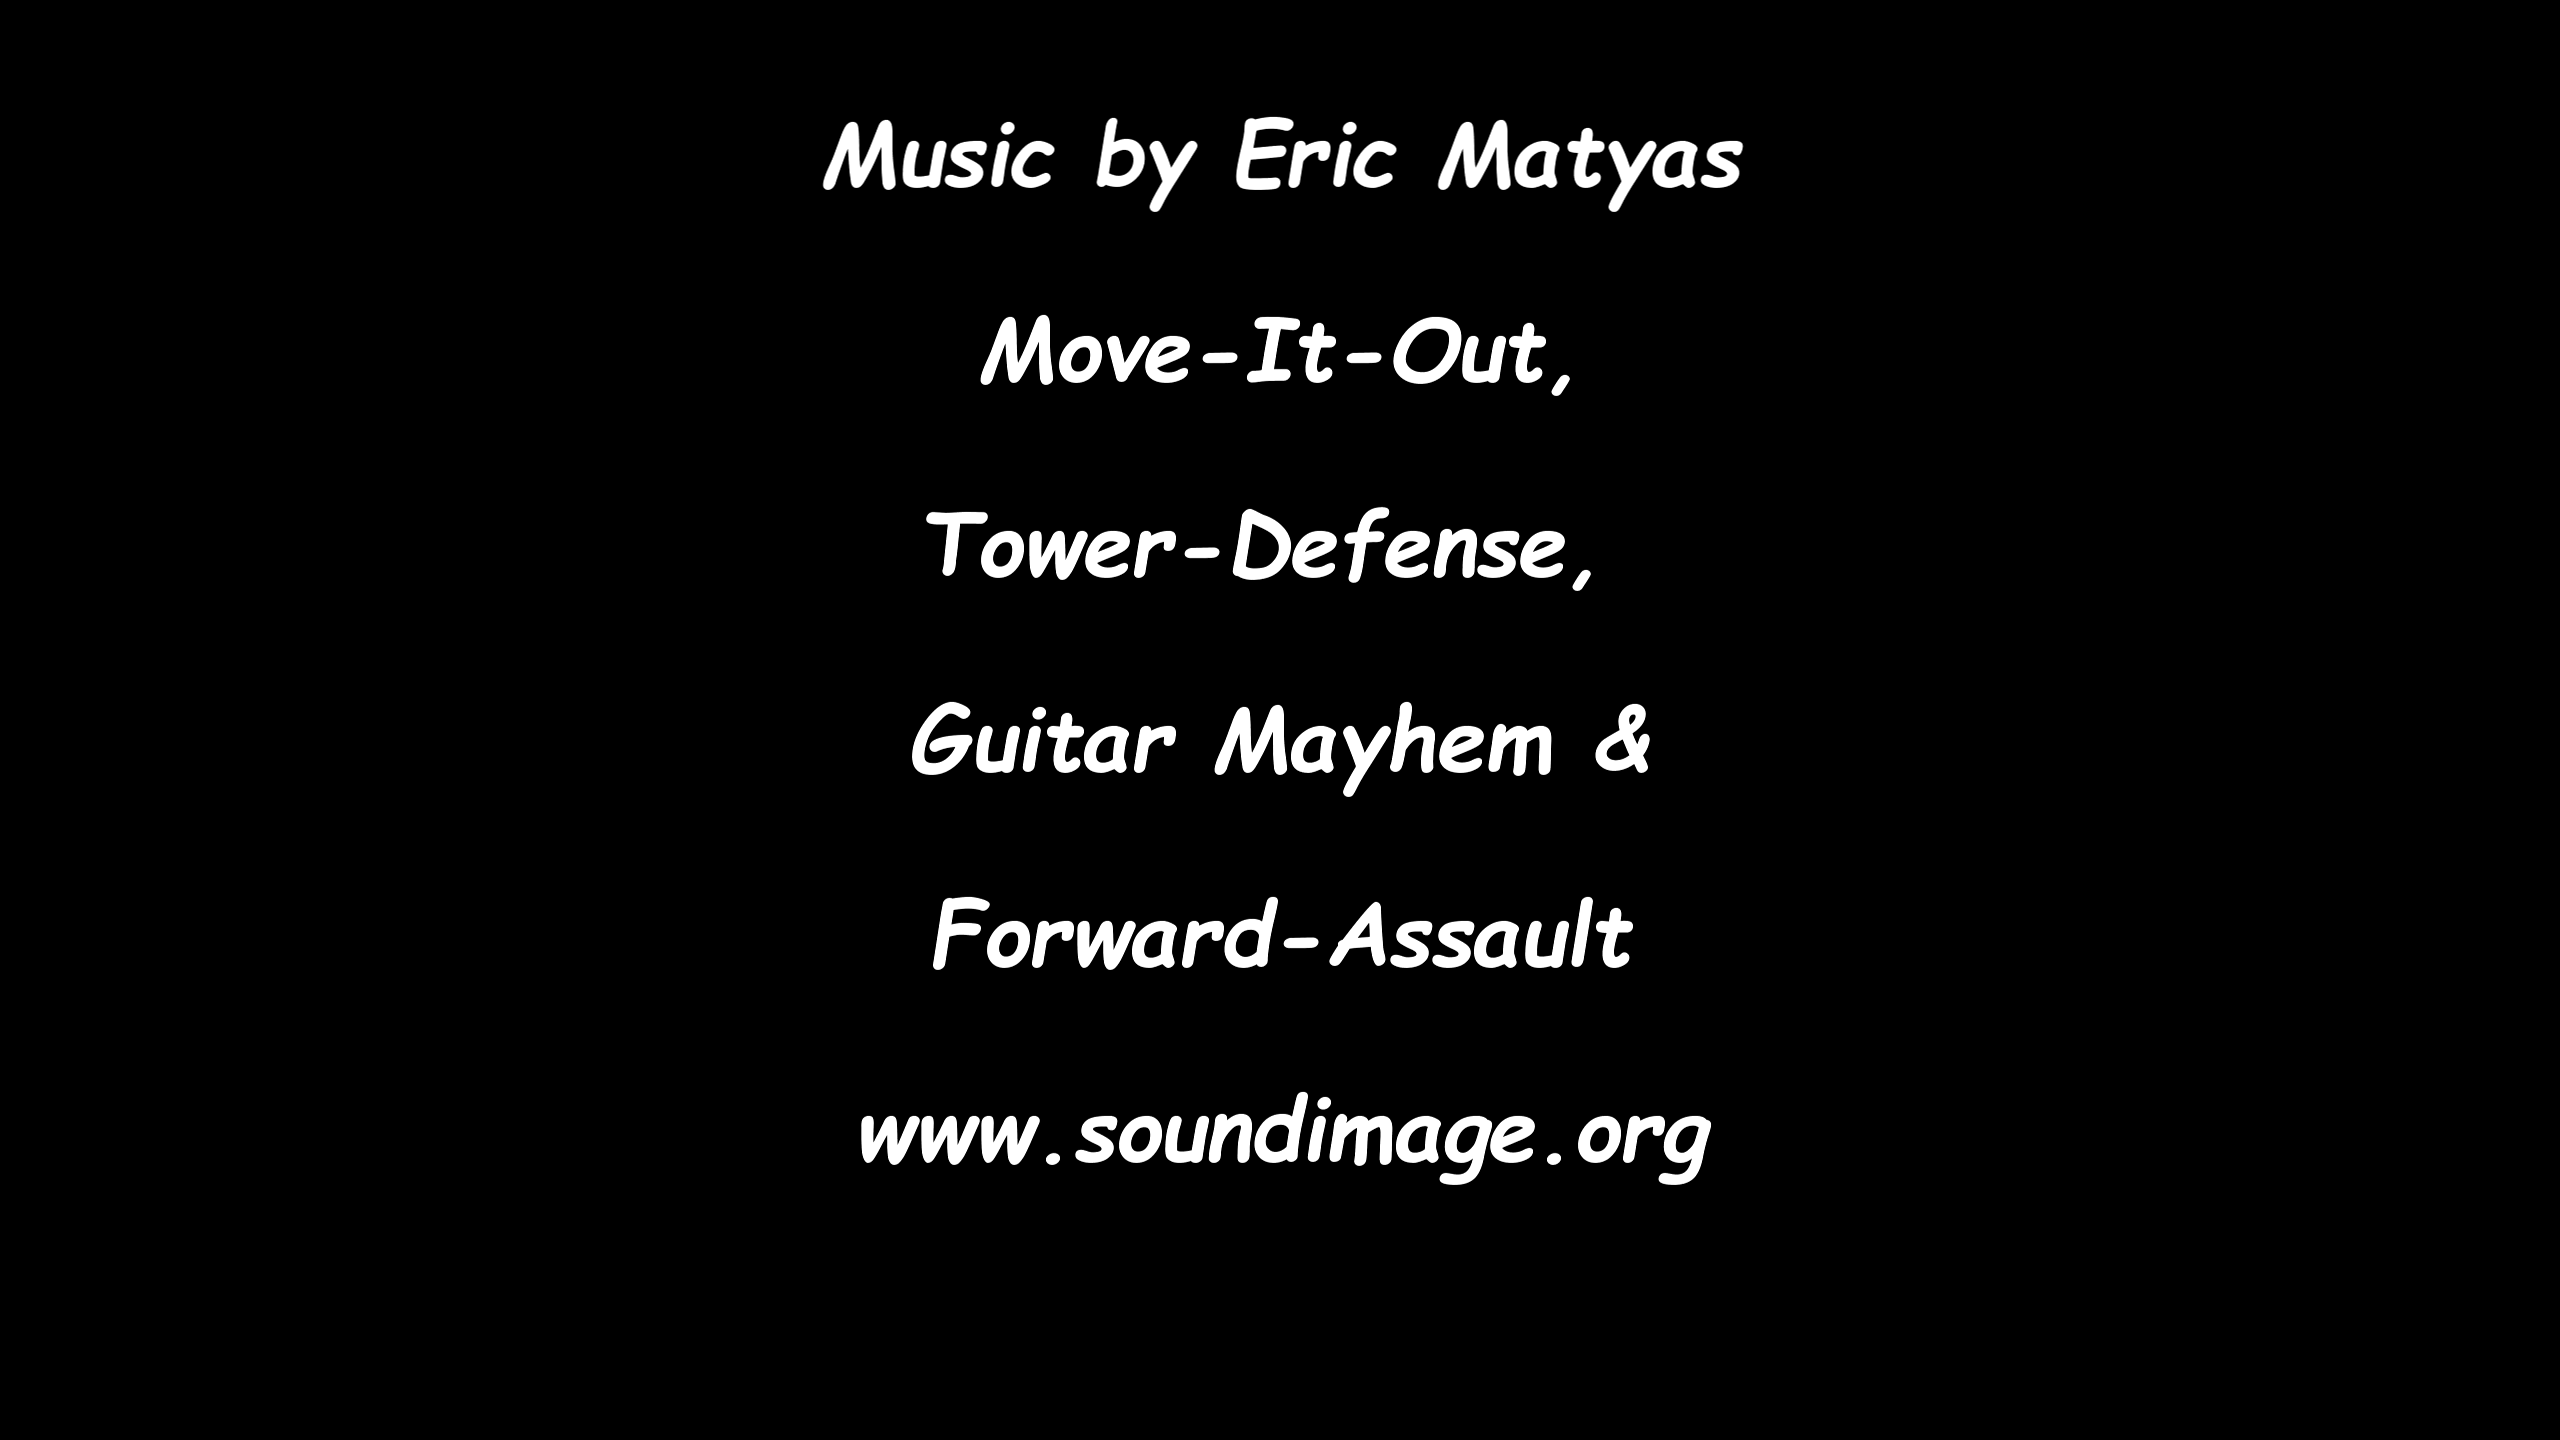 Music by Eric Matyas
Move-It-Out,
Tower-Defense,
Guitar Mayhem &
Forward-Assault
www.soundimage.org